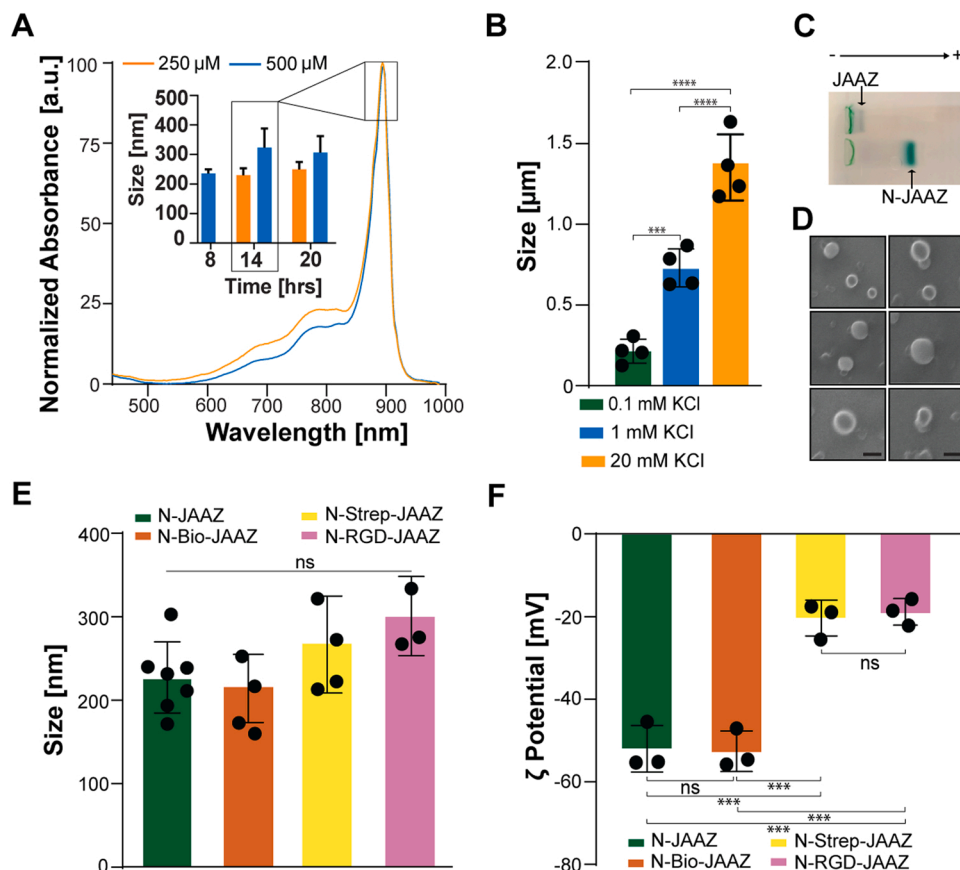 A
250 µM
500 µM
Normalized Absorbance [a.u.]
100
75
50
25
0
500
600
700
800
900
1000
Wavelength [nm]
Size [nm]
500
400
300
200
100
0
8
14
20
Time [hrs]
B
Size [µm]
2.0
1.5
1.0
0.5
0
****
****
***
0.1 mM KCl
1 mM KCl
20 mM KCl
C
- +
JAAZ
N-JAAZ
D
E
N-JAAZ
N-Strep-JAAZ
N-Bio-JAAZ
N-RGD-JAAZ
Size [nm]
400
300
200
100
0
ns
F
ζ Potential [mV]
0
-20
-40
-60
-80
ns
ns
***
***
***
***
N-JAAZ
N-Strep-JAAZ
N-Bio-JAAZ
N-RGD-JAAZ